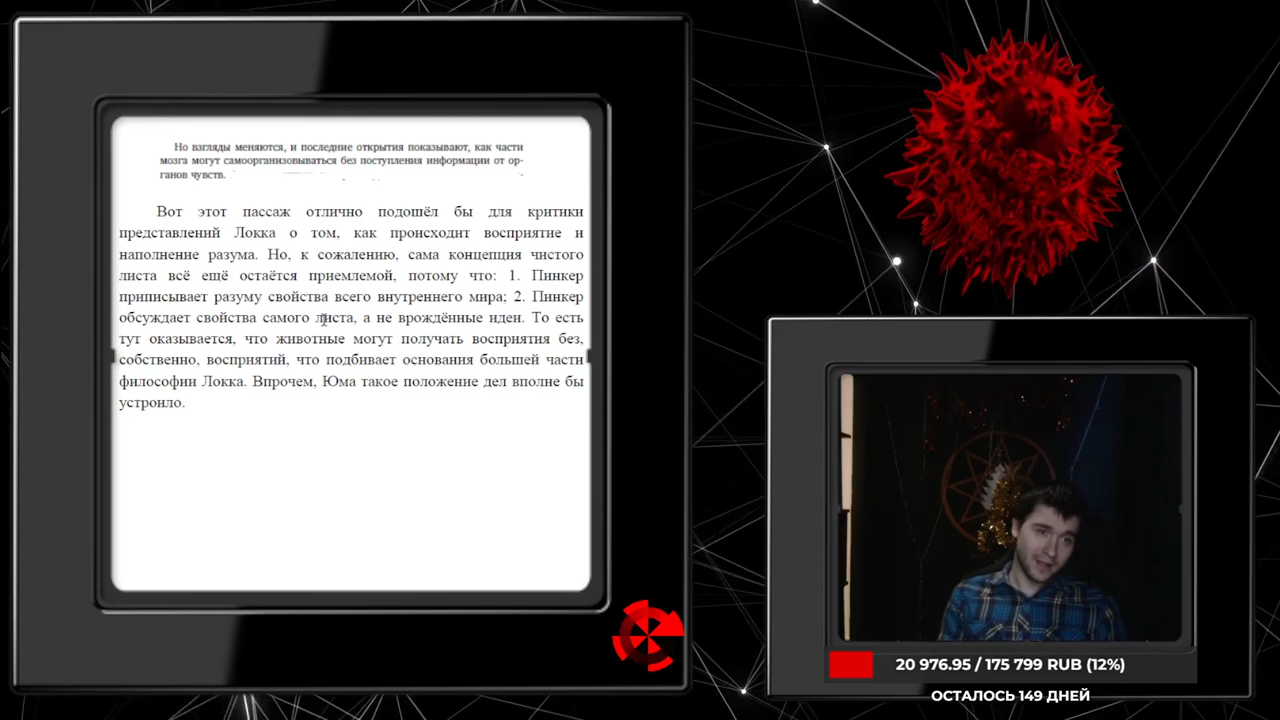 Но взгляды меняются, и последние открытия показывают, как части
мозга могут самоорганизовываться без поступления информации от ор-
ганов чувств.
Вот этот пассаж отлично подошёл бы для критики
представлений Локка о том, как происходит восприятие и
наполнение разума. Но, к сожалению, сама концепция чистого
листа всё ещё остаётся приемлемой, потому что: 1. Пинкер
приписывает разуму свойства всего внутреннего мира; 2. Пинкер
обсуждает свойства самого листа, а не врождённые идеи. То есть
тут оказывается, что животные могут получать восприятия без,
собственно, восприятий, что подбивает основания большей части
философии Локка. Впрочем, Юма такое положение дел вполне бы
устроило.
20 976.95 / 175 799 RUB (12%)
ОСТАЛОСЬ 149 ДНЕЙ